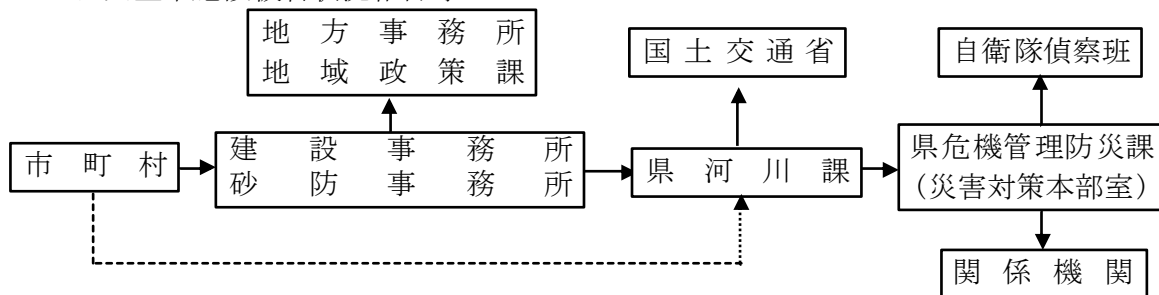 地方事務所
地域政策課
国土交通省
自衛隊偵察班
市町村
建設事務所
砂防事務所
県河川課
県危機管理防災課
(災害対策本部室)
関係機関